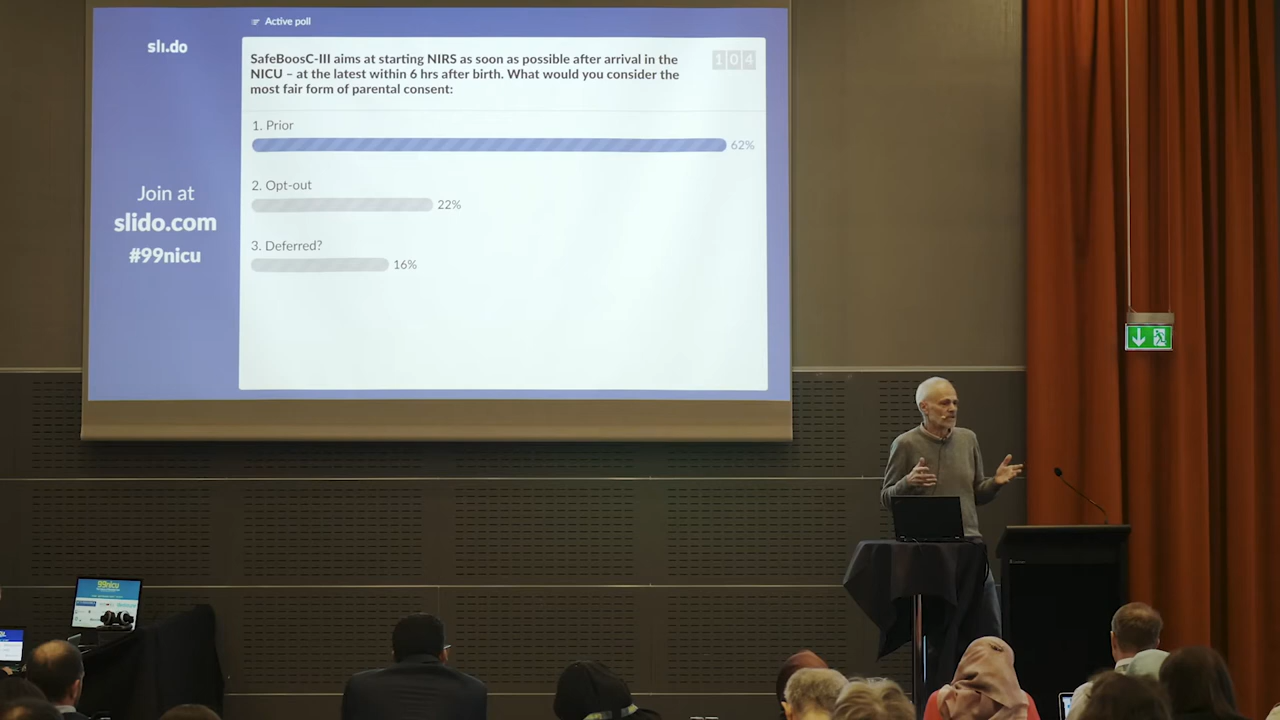 sli.do
Active poll
SafeBoosC-III aims at starting NIRS as soon as possible after arrival in the
NICU – at the latest within 6 hrs after birth. What would you consider the
most fair form of parental consent:
104
1. Prior
62%
2. Opt-out
22%
3. Deferred?
16%
Join at
slido.com
#99nicu
99nicu